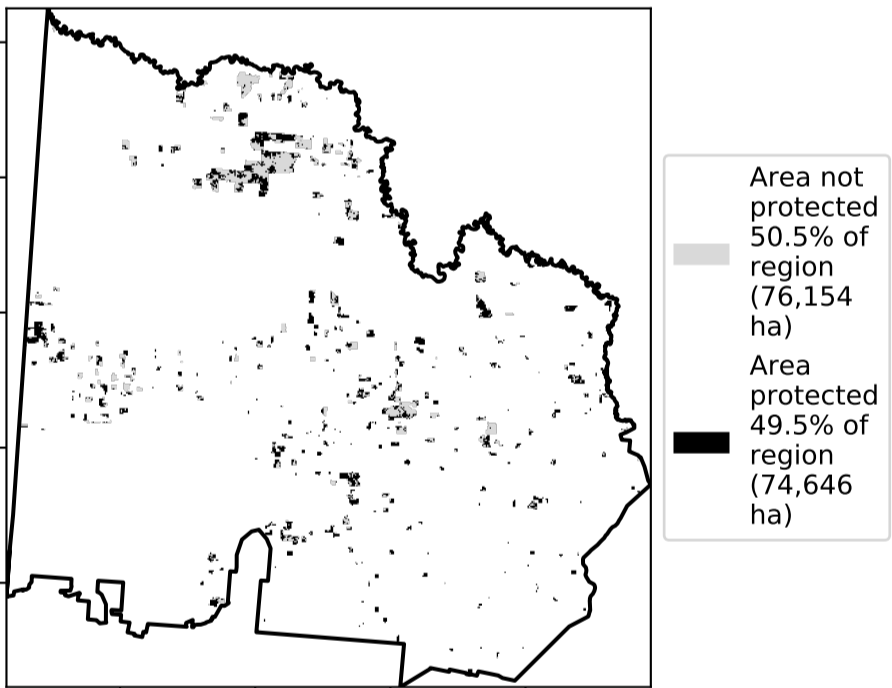 Area not
protected
50.5% of
region
(76,154
ha)
Area
protected
49.5% of
region
(74,646
ha)